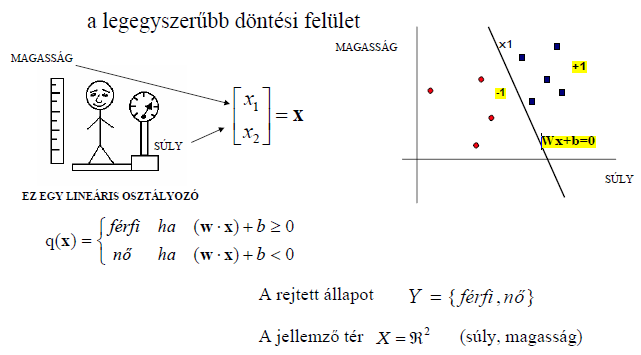 a legegyszerűbb döntési felület
MAGASSÁG
SÚLY
x₁
x₂
= x
EZ EGY LINEÁRIS OSZTÁLYOZÓ
MAGASSÁG
x1
+1
-1
Wx+b=0
SÚLY
q(x) = { férfi ha (w · x) + b ≥ 0
nő ha (w · x) + b < 0
A rejtett állapot Y = {férfi, nő}
A jellemző tér X = ℜ² (súly, magasság)